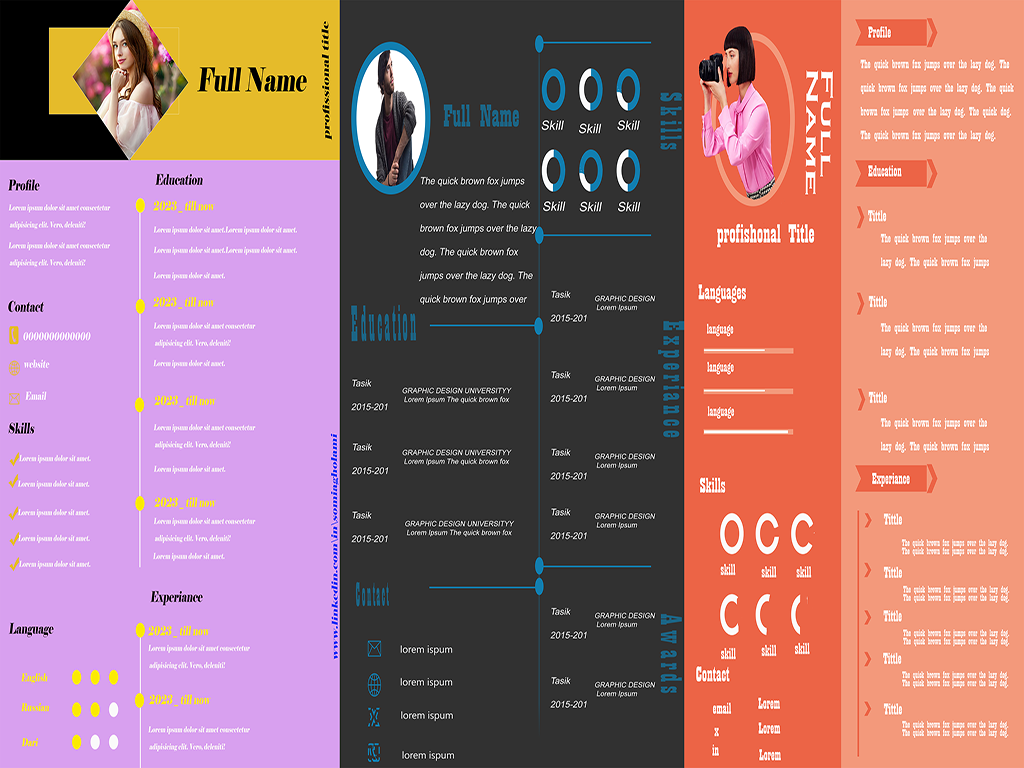 Full Name
profissional title
Profile
Lorem ipsum dolor sit amet consectetur
adipisicing elit. Vero, deleniti!
Lorem ipsum dolor sit amet consectetur
adipisicing elit. Vero, deleniti!
Contact
0000000000000
website
Email
Skills
Lorem ipsum dolor sit amet.
Lorem ipsum dolor sit amet.
Lorem ipsum dolor sit amet.
Lorem ipsum dolor sit amet.
Lorem ipsum dolor sit amet.
Language
English
Russian
Dari
Education
2023_ till now
Lorem ipsum dolor sit amet.Lorem ipsum dolor sit amet.
Lorem ipsum dolor sit amet.Lorem ipsum dolor sit amet.
Lorem ipsum dolor sit amet.
2023_ till now
Lorem ipsum dolor sit amet consectetur
adipisicing elit. Vero, deleniti!
Lorem ipsum dolor sit amet.
2023_ till now
Lorem ipsum dolor sit amet consectetur
adipisicing elit. Vero, deleniti!
Lorem ipsum dolor sit amet.
2023_ till now
Lorem ipsum dolor sit amet consectetur
adipisicing elit. Vero, deleniti!
Lorem ipsum dolor sit amet.
Experiance
2023_ till now
Lorem ipsum dolor sit amet consectetur
adipisicing elit. Vero, deleniti!
2023_ till now
Lorem ipsum dolor sit amet consectetur
adipisicing elit. Vero, deleniti!
www.linkedin.com\in\somiagholami
Full Name
The quick brown fox jumps
over the lazy dog. The quick
brown fox jumps over the lazy
dog. The quick brown fox
jumps over the lazy dog. The
quick brown fox jumps over
Education
Tasik
2015-201
GRAPHIC DESIGN UNIVERSITYY
Lorem Ipsum The quick brown fox
Tasik
2015-201
GRAPHIC DESIGN UNIVERSITYY
Lorem Ipsum The quick brown fox
Tasik
2015-201
GRAPHIC DESIGN UNIVERSITYY
Lorem Ipsum The quick brown fox
Contact
lorem ispum
lorem ispum
lorem ispum
lorem ispum
Skills
Skill
Skill
Skill
Skill
Skill
Skill
Experiance
Tasik
2015-201
GRAPHIC DESIGN
Lorem Ipsum
Tasik
2015-201
GRAPHIC DESIGN
Lorem Ipsum
Tasik
2015-201
GRAPHIC DESIGN
Lorem Ipsum
Tasik
2015-201
GRAPHIC DESIGN
Lorem Ipsum
Awards
Tasik
2015-201
GRAPHIC DESIGN
Lorem Ipsum
Tasik
2015-201
GRAPHIC DESIGN
Lorem Ipsum
FULL
NAME
profishonal Title
Languages
language
language
language
Skills
skill
skill
skill
skill
skill
skill
Contact
email
x
in
Lorem
Lorem
Lorem
Profile
The quick brown fox jumps over the lazy dog. The
quick brown fox jumps over the lazy dog. The quick
brown fox jumps over the lazy dog. The quick dog.
The quick brown fox jumps over the lazy dog.
Education
Tittle
The quick brown fox jumps over the
lazy dog. The quick brown fox jumps
Tittle
The quick brown fox jumps over the
lazy dog. The quick brown fox jumps
Tittle
The quick brown fox jumps over the
lazy dog. The quick brown fox jumps
Experiance
Tittle
The quick brown fox jumps over the lazy dog.
The quick brown fox jumps over the lazy dog.
Tittle
The quick brown fox jumps over the lazy dog.
The quick brown fox jumps over the lazy dog.
Tittle
The quick brown fox jumps over the lazy dog.
The quick brown fox jumps over the lazy dog.
Tittle
The quick brown fox jumps over the lazy dog.
The quick brown fox jumps over the lazy dog.
Tittle
The quick brown fox jumps over the lazy dog.
The quick brown fox jumps over the lazy dog.